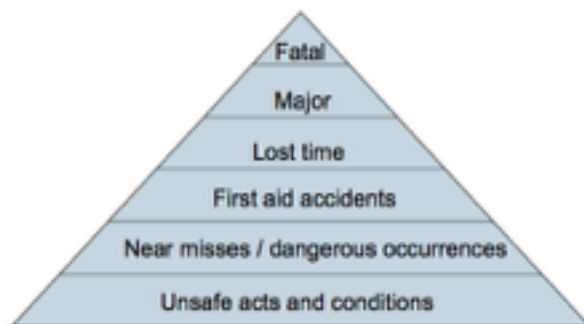 Fatal
Major
Lost time
First aid accidents
Near misses / dangerous occurrences
Unsafe acts and conditions